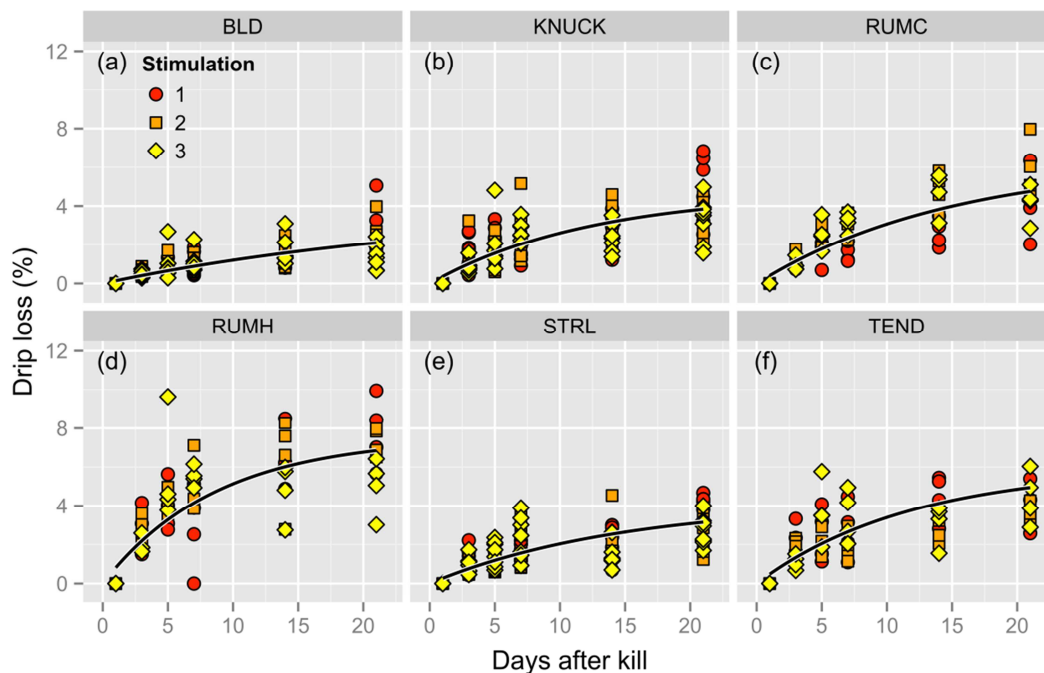 BLD KNUCK RUMC
12 (a) Stimulation (b) (c)
1
8 2
3
4
0
RUMH STRL TEND
12 (d) (e) (f)
8
4
0
0 5 10 15 20 0 5 10 15 20 0 5 10 15 20
Days after kill
Drip loss (%)